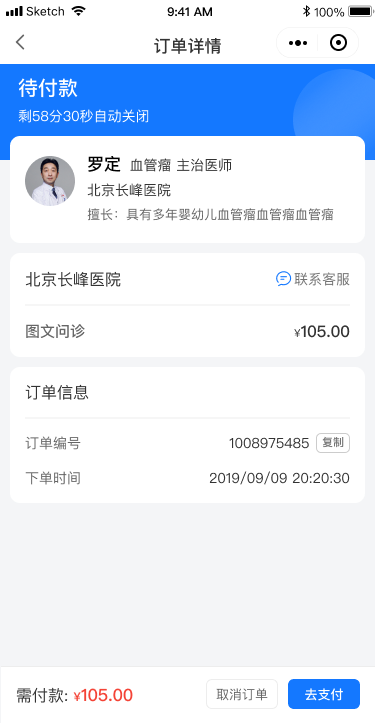 Sketch 9:41 AM 100%
订单详情
待付款
剩58分30秒自动关闭
罗定 血管瘤 主治医师
北京长峰医院
擅长：具有多年婴幼儿血管瘤血管瘤血管瘤
北京长峰医院 联系客服
图文问诊 ¥105.00
订单信息
订单编号 1008975485 复制
下单时间 2019/09/09 20:20:30
需付款: ¥105.00 取消订单 去支付